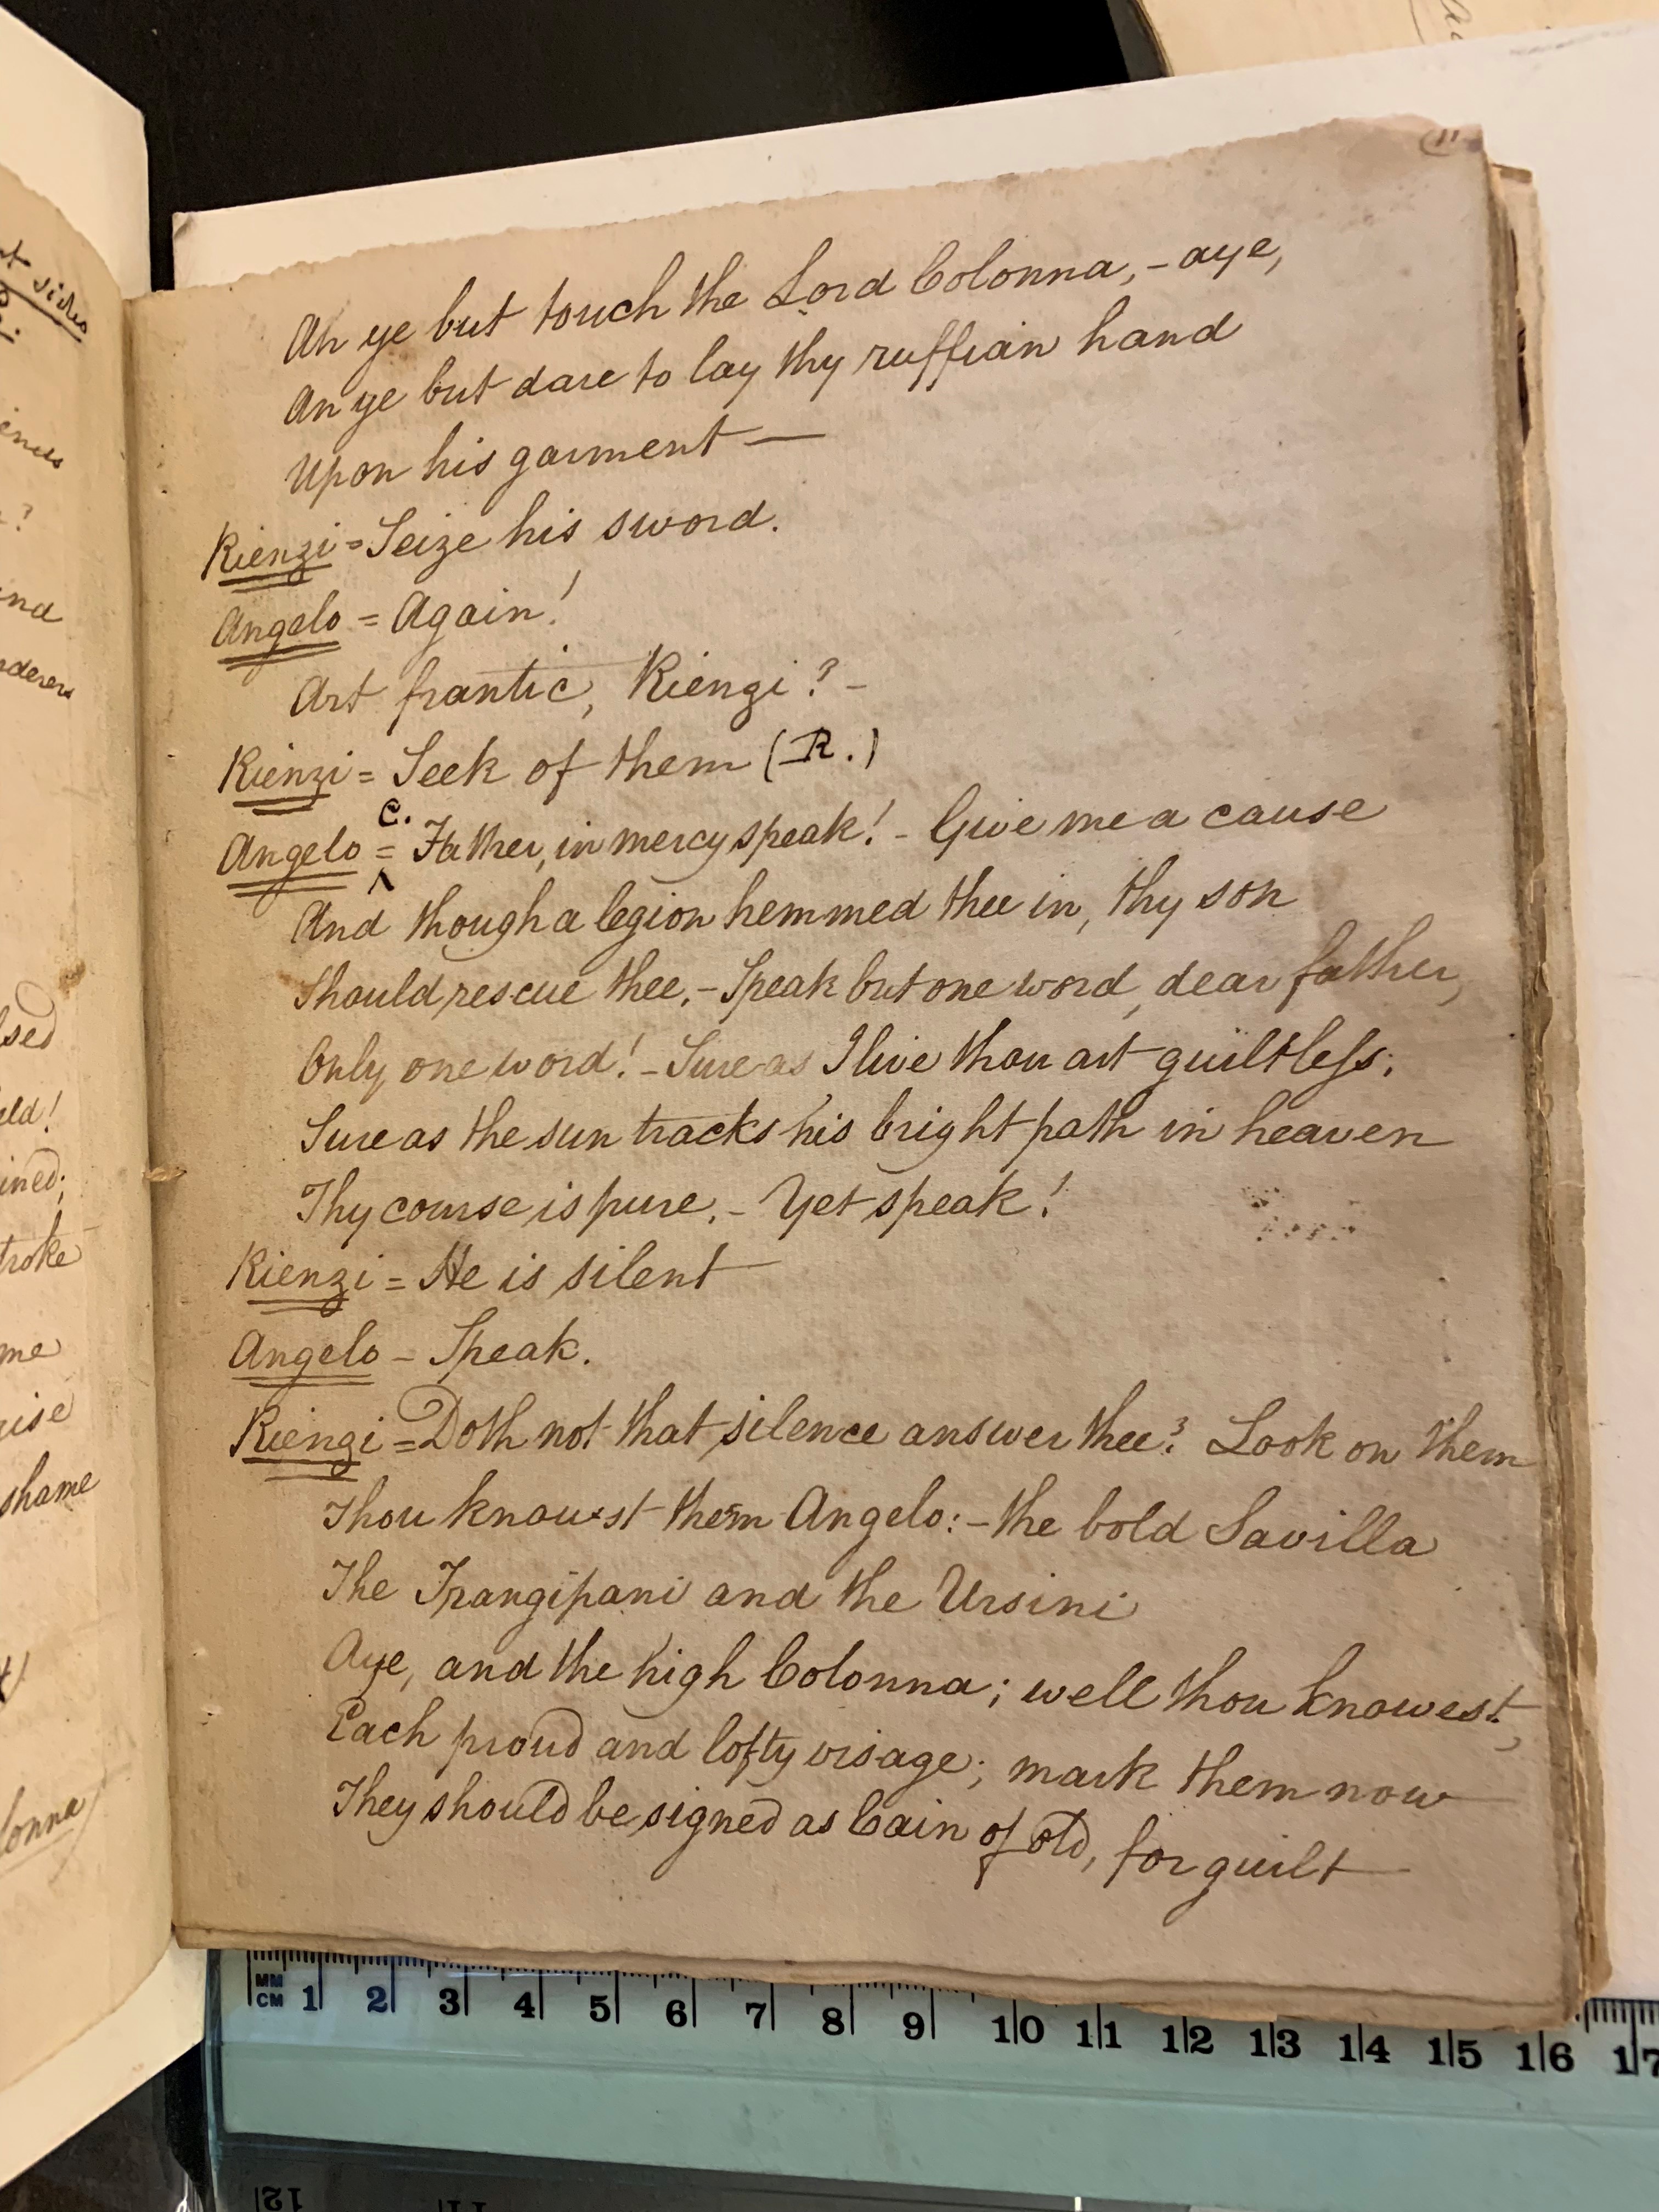 11
An ye but touch the Lord Colonna, - aye,
An ye but dare to lay thy ruffian hand
Upon his garment —
Rienzi = Seize his sword.
Angelo = Again!
Art frantic, Rienzi? -
Rienzi = Seek of them (R.)
C.
Angelo = Father, in mercy speak! - Give me a cause
And though a legion hemmed thee in, thy son
Should rescue thee. - Speak but one word, dear father,
Only one word! - Sure as I live thou art guiltless;
Sure as the sun tracks his bright path in heaven
Thy course is pure. - Yet speak!
Rienzi = He is silent
Angelo - Speak.
Rienzi = Doth not that silence answer thee? Look on them
Thou knowest them Angelo: - the bold Savilla
The Frangipani and the Ursini
Aye, and the high Colonna; well thou knowest,
Each proud and lofty visage; mark them now
They should be signed as Cain of old, for guilt
t sides
?
ind
derers
sed
ld!
ined;
troke
me
rise
shame
lonna
MM
CM 1 2 3 4 5 6 7 8 9 10 11 12 13 14 15 16 17
12 11